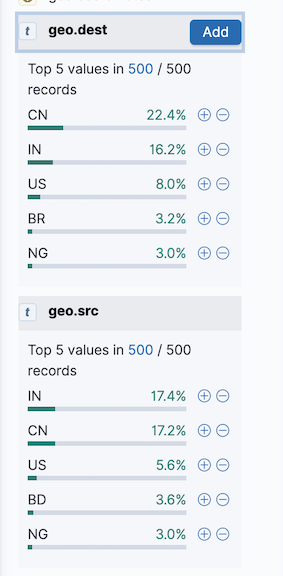 t geo.dest Add
Top 5 values in 500 / 500
records
CN 22.4%
IN 16.2%
US 8.0%
BR 3.2%
NG 3.0%
t geo.src
Top 5 values in 500 / 500
records
IN 17.4%
CN 17.2%
US 5.6%
BD 3.6%
NG 3.0%